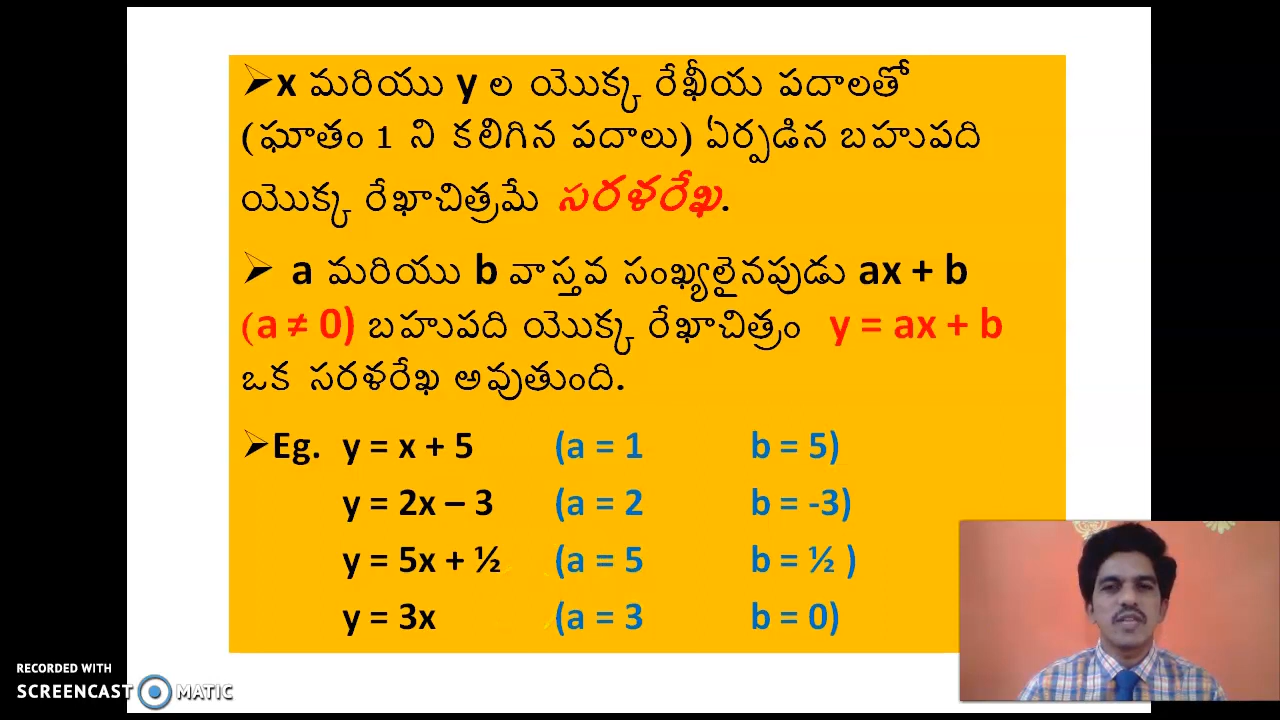 ➢x మరియు y ల యొక్క రేఖీయ పదాలతో
(ఘాతం 1 ని కలిగిన పదాలు) ఏర్పడిన బహుపది
యొక్క రేఖాచిత్రమే సరళరేఖ.
➢ a మరియు b వాస్తవ సంఖ్యలైనపుడు ax + b
(a ≠ 0) బహుపది యొక్క రేఖాచిత్రం y = ax + b
ఒక సరళరేఖ అవుతుంది.
➢Eg. y = x + 5 (a = 1 b = 5)
y = 2x – 3 (a = 2 b = -3)
y = 5x + ½ (a = 5 b = ½ )
y = 3x (a = 3 b = 0)
RECORDED WITH
SCREENCAST MATIC